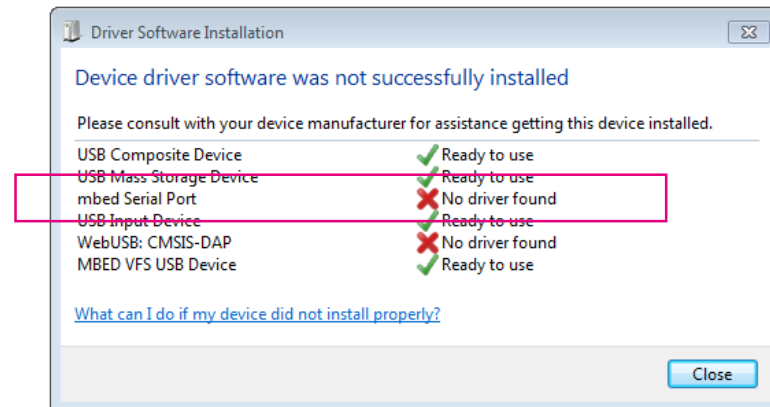 Driver Software Installation
Device driver software was not successfully installed
Please consult with your device manufacturer for assistance getting this device installed.
USB Composite Device Ready to use
USB Mass Storage Device Ready to use
mbed Serial Port No driver found
USB Input Device Ready to use
WebUSB: CMSIS-DAP No driver found
MBED VFS USB Device Ready to use
What can I do if my device did not install properly?
Close